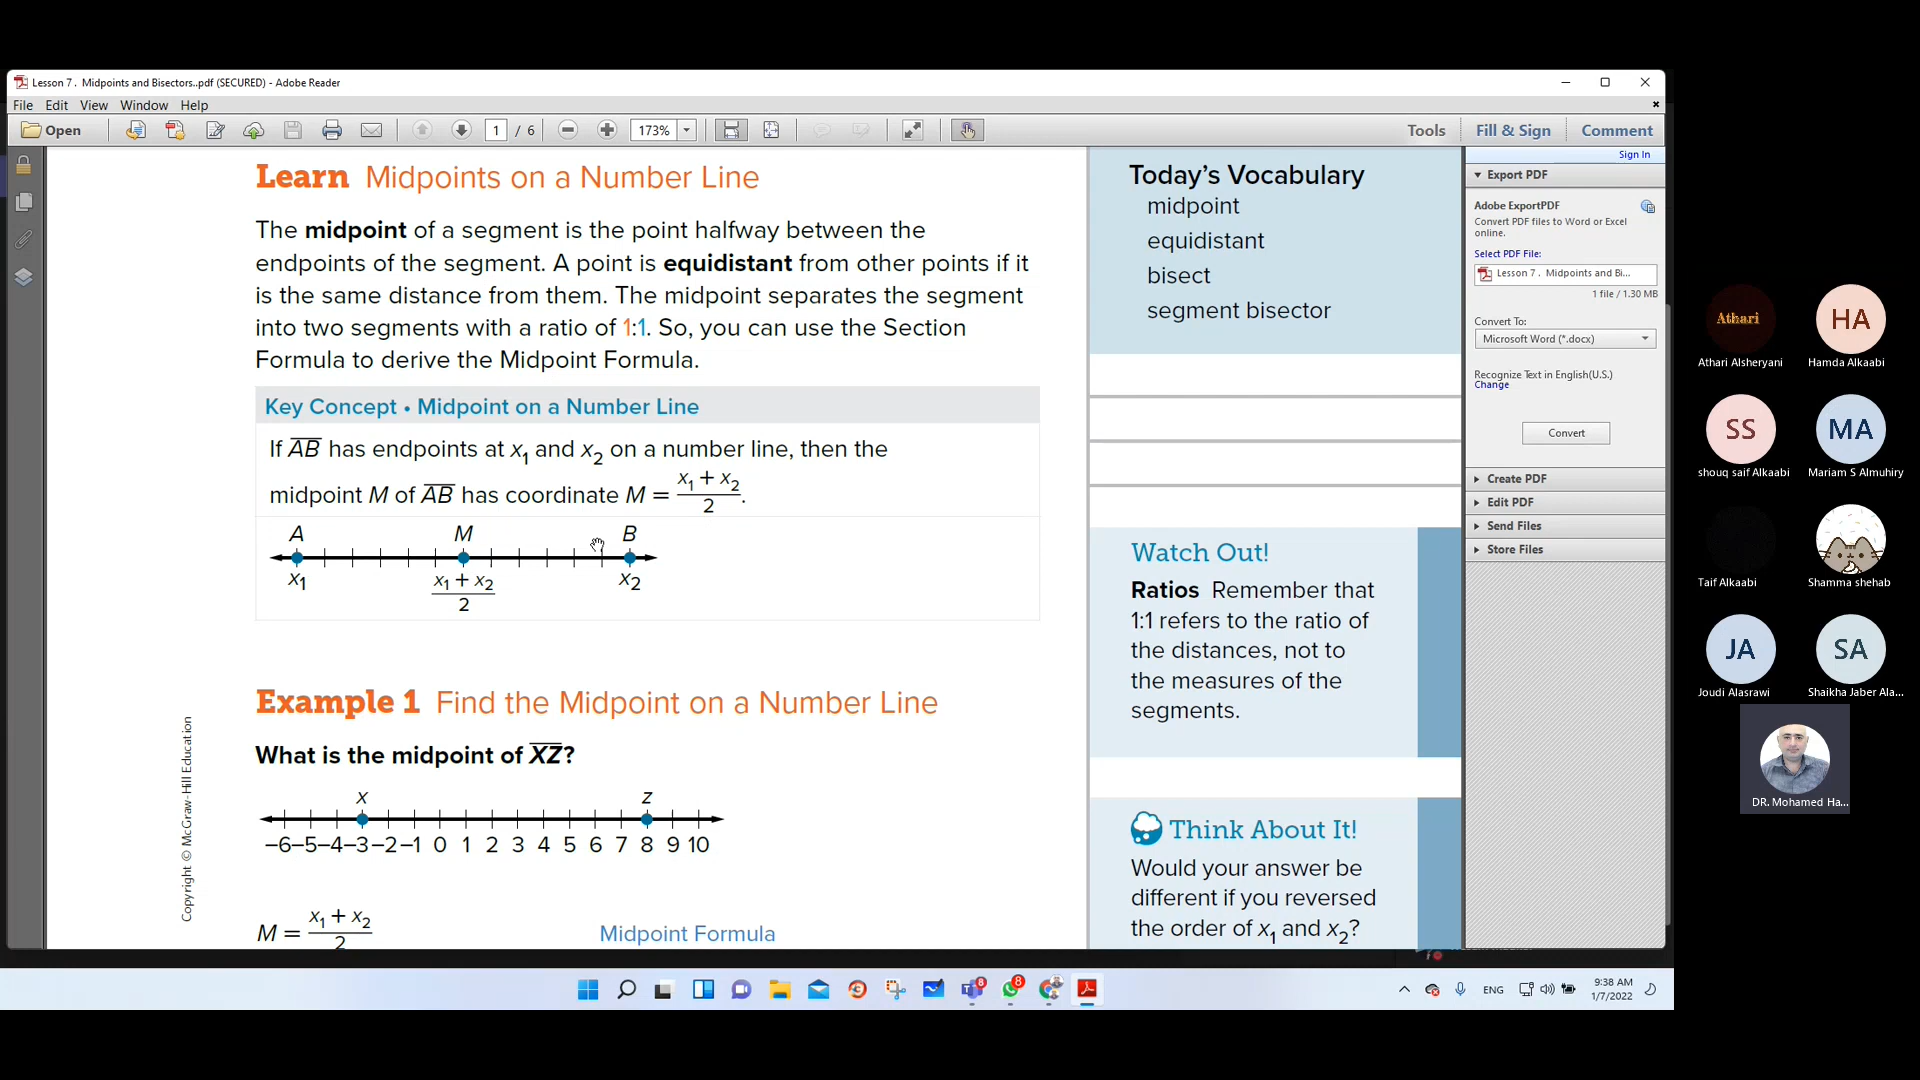 Lesson 7 .  Midpoints and Bisectors..pdf (SECURED) - Adobe Reader
File Edit View Window Help
Open 1 / 6 173% Tools Fill & Sign Comment
Learn Midpoints on a Number Line
The midpoint of a segment is the point halfway between the
endpoints of the segment. A point is equidistant from other points if it
is the same distance from them. The midpoint separates the segment
into two segments with a ratio of 1:1. So, you can use the Section
Formula to derive the Midpoint Formula.
Key Concept • Midpoint on a Number Line
If AB has endpoints at x1 and x2 on a number line, then the
midpoint M of AB has coordinate M = x1 + x2
2.
A M B
x1 x1 + x2 x2
2
Example 1 Find the Midpoint on a Number Line
What is the midpoint of XZ?
X Z
−6 −5 −4 −3 −2 −1 0 1 2 3 4 5 6 7 8 9 10
M = x1 + x2
2
Midpoint Formula
Copyright © McGraw-Hill Education
Today's Vocabulary
midpoint
equidistant
bisect
segment bisector
Watch Out!
Ratios Remember that
1:1 refers to the ratio of
the distances, not to
the measures of the
segments.
Think About It!
Would your answer be
different if you reversed
the order of x1 and x2?
Sign In
Export PDF
Adobe ExportPDF
Convert PDF files to Word or Excel
online.
Select PDF File:
Lesson 7 .  Midpoints and Bi...
1 file / 1.30 MB
Convert To:
Microsoft Word (*.docx)
Recognize Text in English(U.S.)
Change
Convert
Create PDF
Edit PDF
Send Files
Store Files
Athari HA
Athari Alsheryani Hamda Alkaabi
SS MA
shouq saif Alkaabi Mariam S Almuhiry
Taif Alkaabi Shamma shehab
JA SA
Joudi Alasrawi Shaikha Jaber Ala...
DR. Mohamed Ha...
8 8
ENG
9:38 AM
1/7/2022